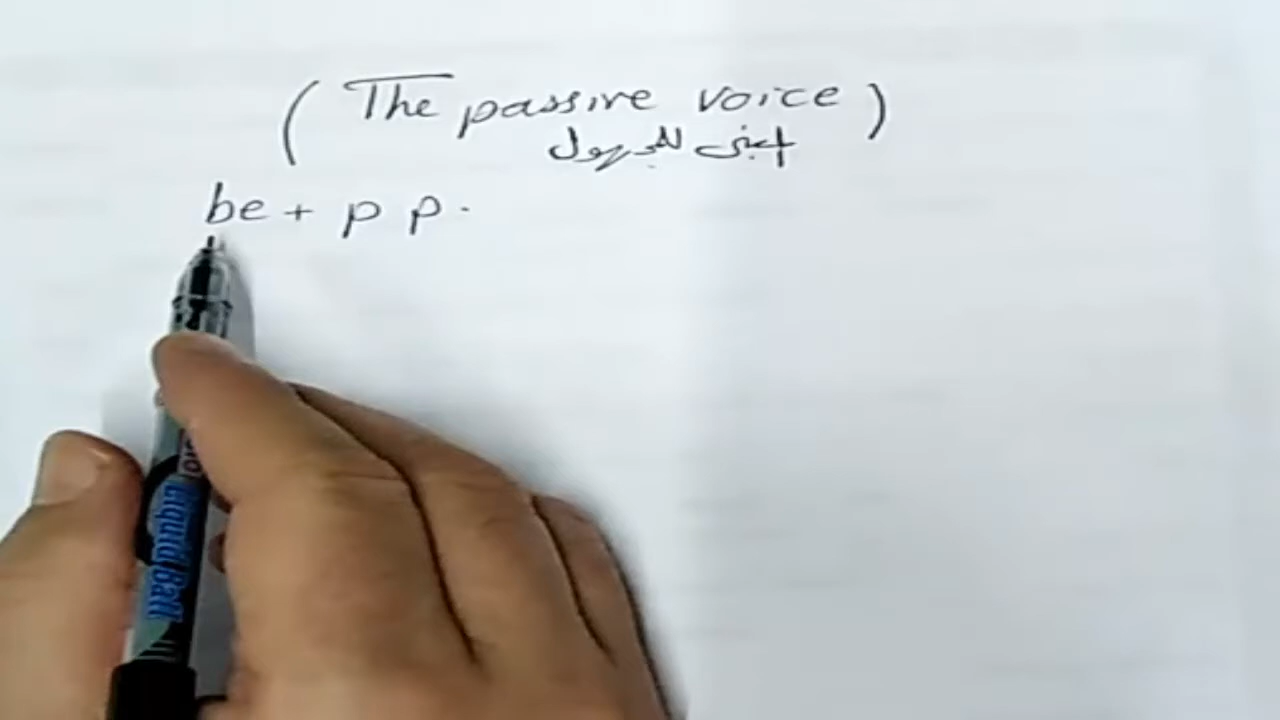 ( The passive voice )
المبنى للمجهول
be + p p.
Liquid Ball